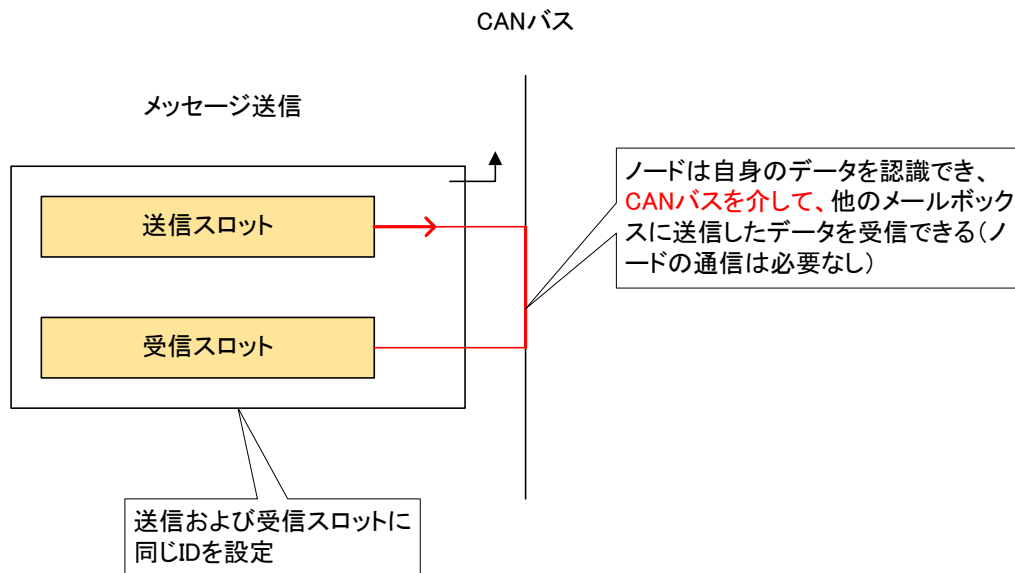 CANバス
メッセージ送信
送信スロット
受信スロット
ノードは自身のデータを認識でき、
CANバスを介して、他のメールボック
スに送信したデータを受信できる(ノ
ードの通信は必要なし)
送信および受信スロットに
同じIDを設定